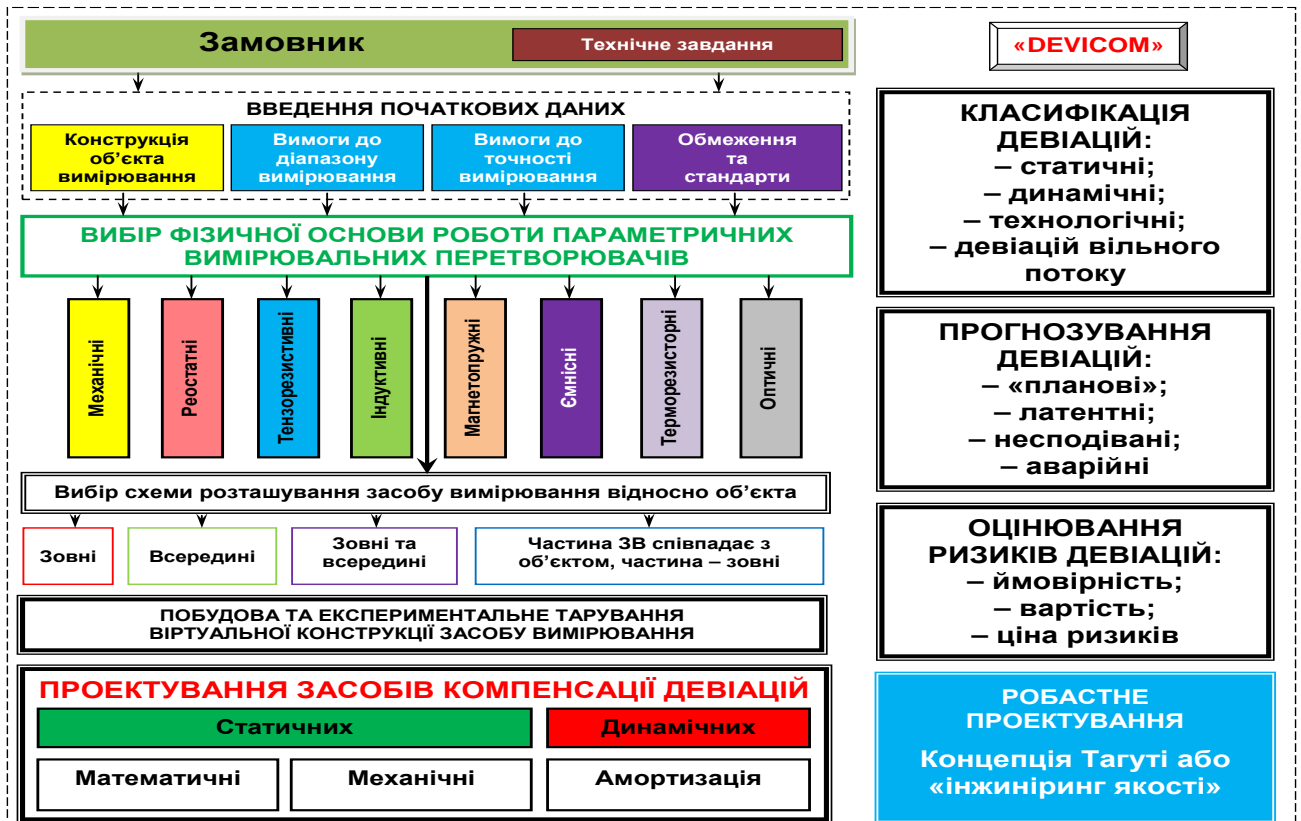 Замовник
Технічне завдання
ВВЕДЕННЯ ПОЧАТКОВИХ ДАНИХ
Конструкція
об’єкта
вимірювання
Вимоги до
діапазону
вимірювання
Вимоги до
точності
вимірювання
Обмеження
та
стандарти
ВИБІР ФІЗИЧНОЇ ОСНОВИ РОБОТИ ПАРАМЕТРИЧНИХ
ВИМІРЮВАЛЬНИХ ПЕРЕТВОРЮВАЧІВ
Механічні
Реостатні
Тензорезистивні
Індуктивні
Магнетопружні
Ємнісні
Терморезисторні
Оптичні
Вибір схеми розташування засобу вимірювання відносно об’єкта
Зовні
Всередині
Зовні та
всередині
Частина ЗВ співпадає з
об’єктом, частина – зовні
ПОБУДОВА ТА ЕКСПЕРИМЕНТАЛЬНЕ ТАРУВАННЯ
ВІРТУАЛЬНОЇ КОНСТРУКЦІЇ ЗАСОБУ ВИМІРЮВАННЯ
ПРОЕКТУВАННЯ ЗАСОБІВ КОМПЕНСАЦІЇ ДЕВІАЦІЙ
Статичних
Динамічних
Математичні
Механічні
Амортизація
«DEVICOM»
КЛАСИФІКАЦІЯ
ДЕВІАЦІЙ:
– статичні;
– динамічні;
– технологічні;
– девіацій вільного
потоку
ПРОГНОЗУВАННЯ
ДЕВІАЦІЙ:
– «планові»;
– латентні;
– несподівані;
– аварійні
ОЦІНЮВАННЯ
РИЗИКІВ ДЕВІАЦІЙ:
– ймовірність;
– вартість;
– ціна ризиків
РОБАСТНЕ
ПРОЕКТУВАННЯ
Концепція Тагуті або
«інжиніринг якості»